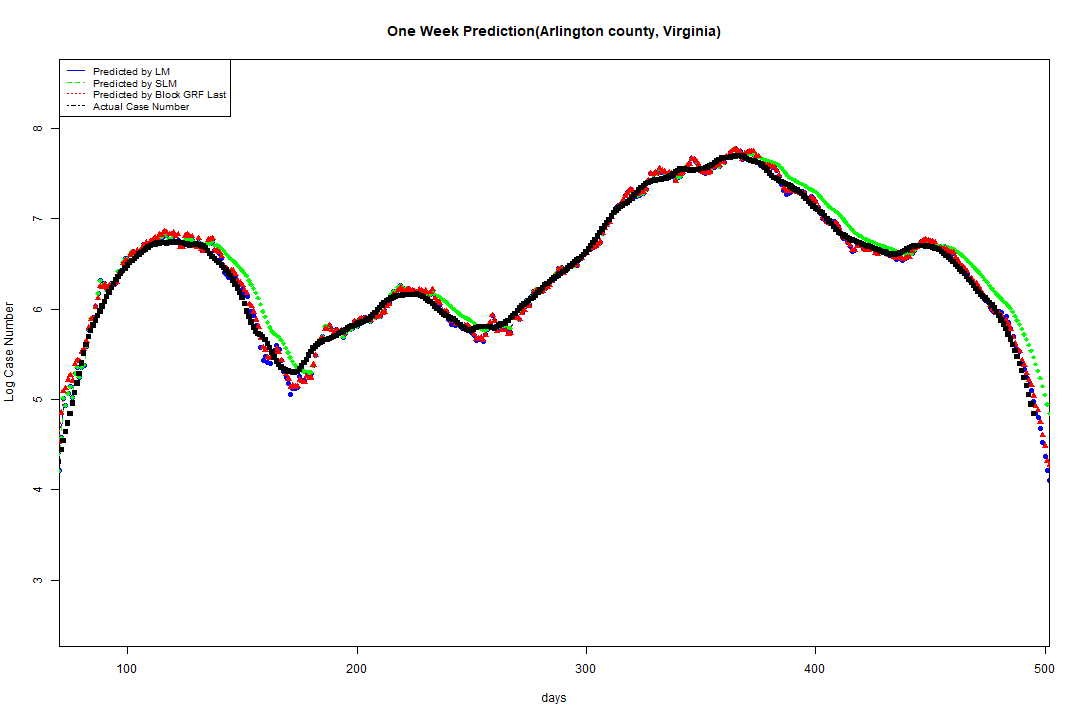 One Week Prediction(Arlington county, Virginia)
Predicted by LM
Predicted by SLM
Predicted by Block GRF Last
Actual Case Number
8
7
6
5
4
3
Log Case Number
100 200 300 400 500
days